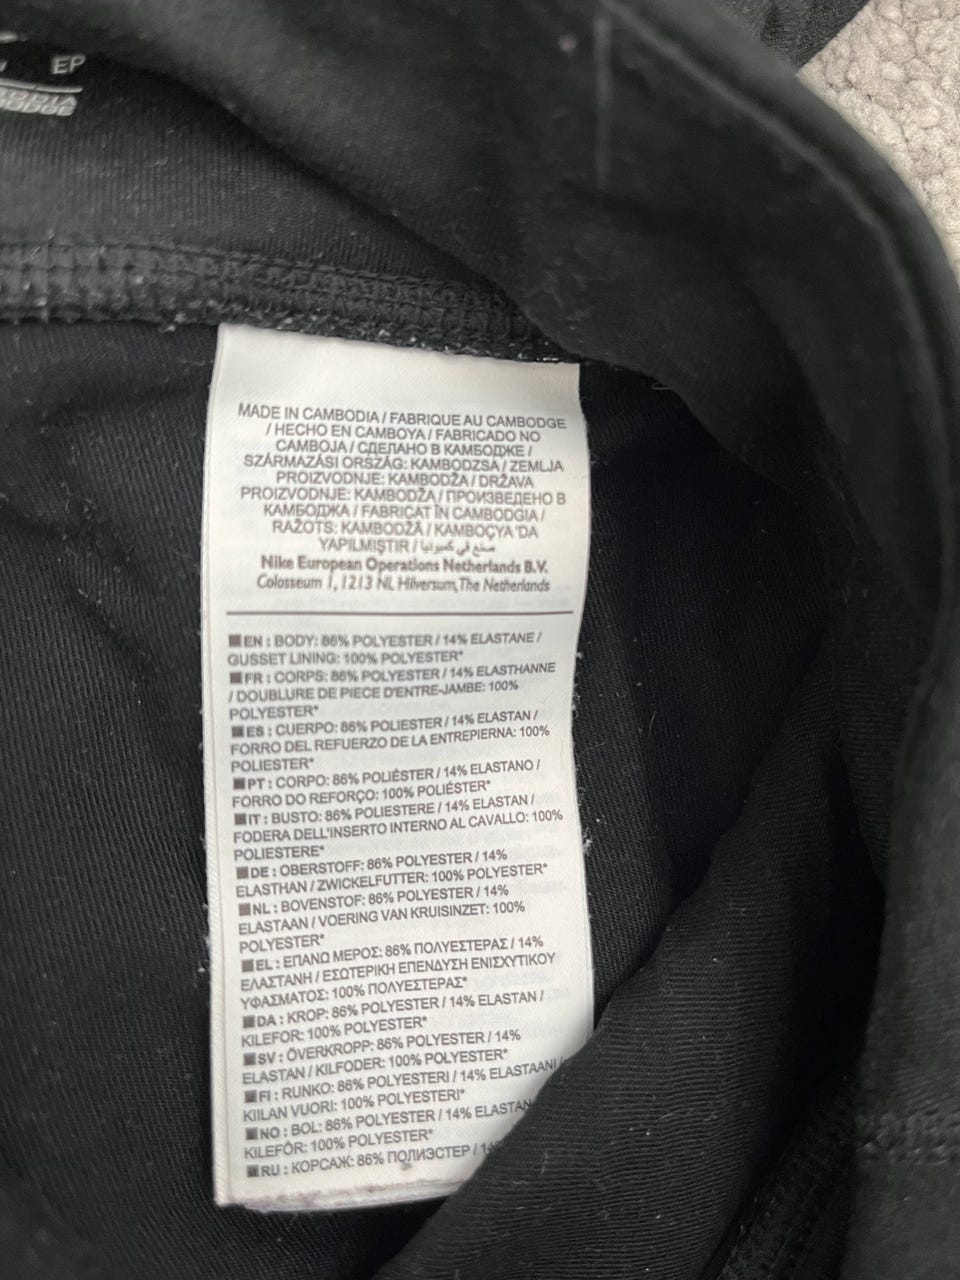 EP
MADE IN CAMBODIA / FABRIQUE AU CAMBODGE
/ HECHO EN CAMBOYA / FABRICADO NO
CAMBOJA / СДЕЛАНО В КАМБОДЖЕ /
SZÁRMAZÁSI ORSZÁG: KAMBODZSA / ZEMLJA
PROIZVODNJE: KAMBODŽA / DRŽAVA
PROIZVODNJE: KAMBODŽA / ПРОИЗВЕДЕНО В
КАМБОДЖА / FABRICAT ÎN CAMBODGIA /
RAŽOTS: KAMBODŽĀ / KAMBOÇYA 'DA
YAPILMIŞTIR / صنع في كمبوديا
Nike European Operations Netherlands B.V.
Colosseum 1, 1213 NL Hilversum, The Netherlands
EN : BODY: 86% POLYESTER / 14% ELASTANE /
GUSSET LINING: 100% POLYESTER*
FR : CORPS: 86% POLYESTER / 14% ELASTHANNE
/ DOUBLURE DE PIECE D'ENTRE-JAMBE: 100%
POLYESTER*
ES : CUERPO: 86% POLIESTER / 14% ELASTAN /
FORRO DEL REFUERZO DE LA ENTREPIERNA: 100%
POLIESTER*
PT : CORPO: 86% POLIÉSTER / 14% ELASTANO /
FORRO DO REFORÇO: 100% POLIÉSTER*
IT : BUSTO: 86% POLIESTERE / 14% ELASTAN /
FODERA DELL'INSERTO INTERNO AL CAVALLO: 100%
POLIESTERE*
DE : OBERSTOFF: 86% POLYESTER / 14%
ELASTHAN / ZWICKELFUTTER: 100% POLYESTER*
NL : BOVENSTOF: 86% POLYESTER / 14%
ELASTAAN / VOERING VAN KRUISINZET: 100%
POLYESTER*
EL : ΕΠΑΝΩ ΜΕΡΟΣ: 86% ΠΟΛΥΕΣΤΕΡΑΣ / 14%
ΕΛΑΣΤΑΝΗ / ΕΣΩΤΕΡΙΚΗ ΕΠΕΝΔΥΣΗ ΕΝΙΣΧΥΤΙΚΟΥ
ΥΦΑΣΜΑΤΟΣ: 100% ΠΟΛΥΕΣΤΕΡΑΣ*
DA : KROP: 86% POLYESTER / 14% ELASTAN /
KILEFOR: 100% POLYESTER*
SV : ÖVERKROPP: 86% POLYESTER / 14%
ELASTAN / KILFODER: 100% POLYESTER*
FI : RUNKO: 86% POLYESTERI / 14% ELASTAANI /
KIILAN VUORI: 100% POLYESTERI*
NO : BOL: 86% POLYESTER / 14% ELASTAN
KILEFÔR: 100% POLYESTER*
RU : КОРСАЖ: 86% ПОЛИЭСТЕР /